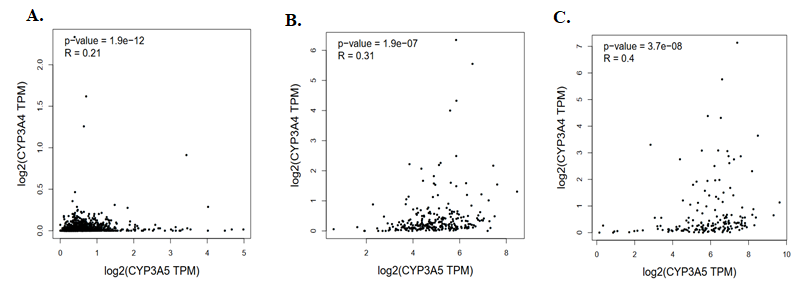 A.
p-value = 1.9e-12
R = 0.21
log2(CYP3A4 TPM)
0.0
0.5
1.0
1.5
2.0
0
1
2
3
4
5
log2(CYP3A5 TPM)
B.
p-value = 1.9e-07
R = 0.31
log2(CYP3A4 TPM)
0
1
2
3
4
5
6
2
4
6
8
log2(CYP3A5 TPM)
C.
p-value = 3.7e-08
R = 0.4
log2(CYP3A4 TPM)
0
1
2
3
4
5
6
7
0
2
4
6
8
10
log2(CYP3A5 TPM)